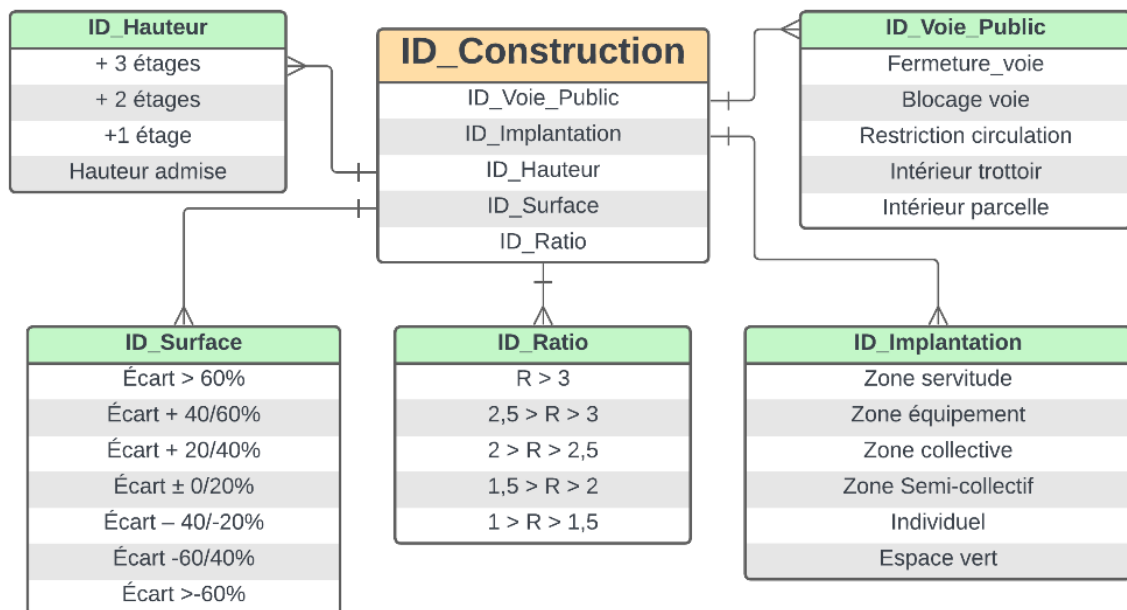 ID_Hauteur
+ 3 étages
+ 2 étages
+1 étage
Hauteur admise
ID_Construction
ID_Voie_Public
ID_Implantation
ID_Hauteur
ID_Surface
ID_Ratio
ID_Voie_Public
Fermeture_voie
Blocage voie
Restriction circulation
Intérieur trottoir
Intérieur parcelle
ID_Surface
Écart > 60%
Écart + 40/60%
Écart + 20/40%
Écart ± 0/20%
Écart – 40/-20%
Écart -60/40%
Écart >-60%
ID_Ratio
R > 3
2,5 > R > 3
2 > R > 2,5
1,5 > R > 2
1 > R > 1,5
ID_Implantation
Zone servitude
Zone équipement
Zone collective
Zone Semi-collectif
Individuel
Espace vert